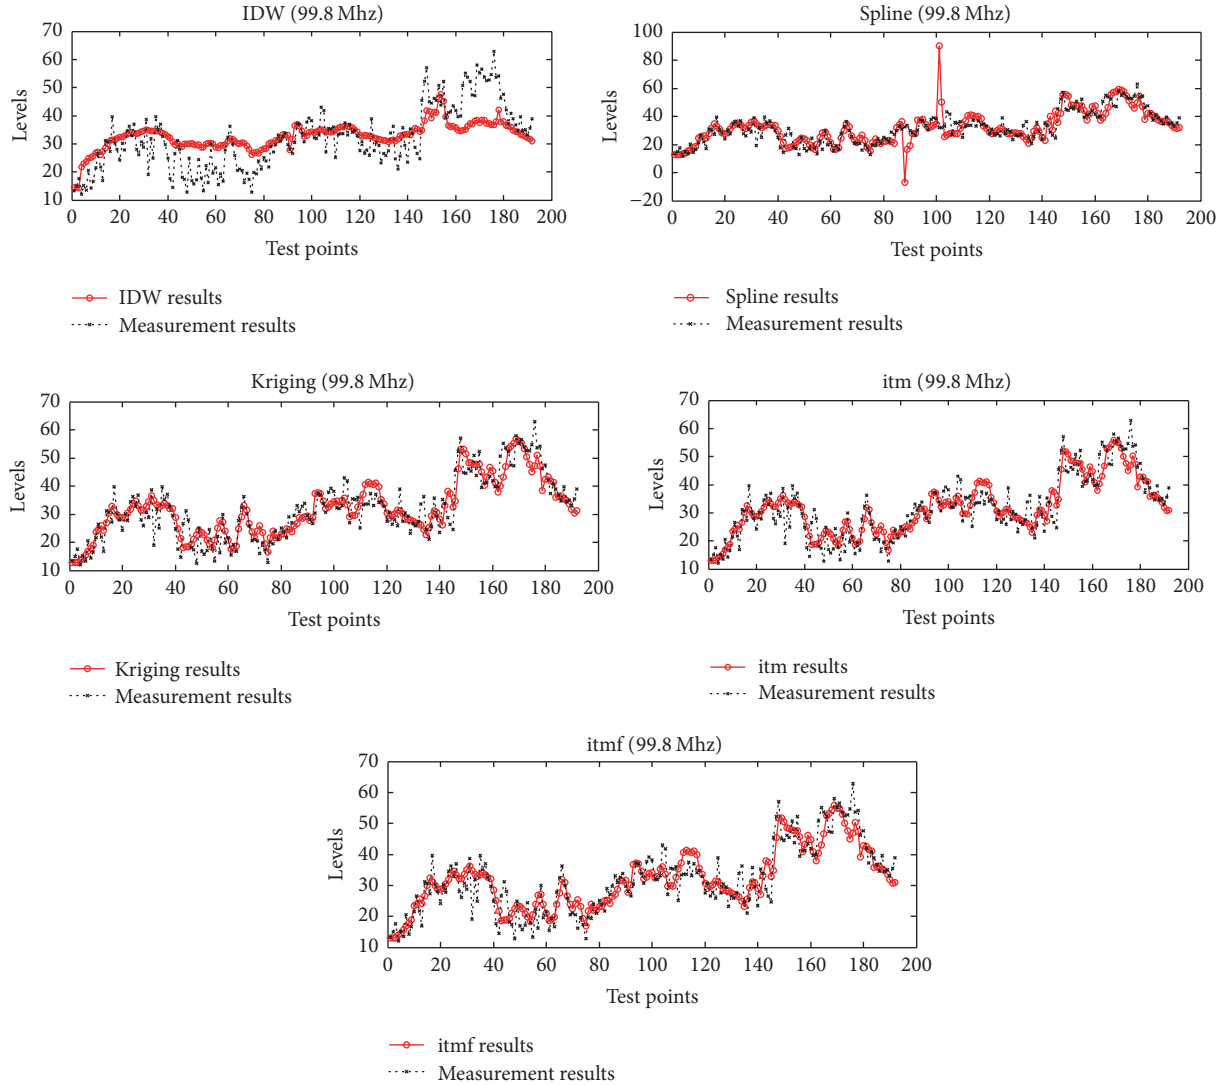 IDW (99.8 Mhz)
70
60
50
40
30
20
10
Levels
0 20 40 60 80 100 120 140 160 180 200
Test points
IDW results
Measurement results
Spline (99.8 Mhz)
100
80
60
40
20
0
−20
Levels
0 20 40 60 80 100 120 140 160 180 200
Test points
Spline results
Measurement results
Kriging (99.8 Mhz)
70
60
50
40
30
20
10
Levels
0 20 40 60 80 100 120 140 160 180 200
Test points
Kriging results
Measurement results
itm (99.8 Mhz)
70
60
50
40
30
20
10
Levels
0 20 40 60 80 100 120 140 160 180 200
Test points
itm results
Measurement results
itmf (99.8 Mhz)
70
60
50
40
30
20
10
Levels
0 20 40 60 80 100 120 140 160 180 200
Test points
itmf results
Measurement results